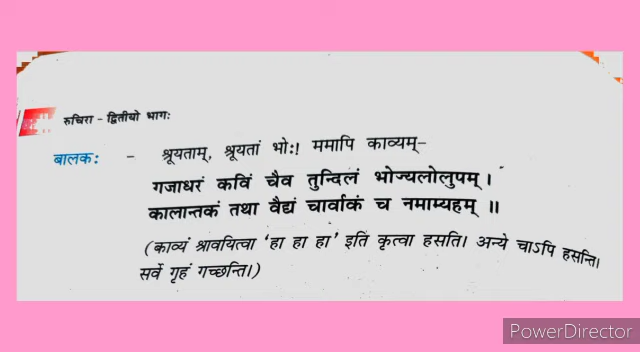 रुचिरा - द्वितीयो भागः
बालकः - श्रूयताम्, श्रूयतां भोः! ममापि काव्यम्-
गजाधरं कविं चैव तुन्दिलं भोज्यलोलुपम् ।
कालान्तकं तथा वैद्यं चार्वाकं च नमाम्यहम् ॥
(काव्यं श्रावयित्वा 'हा हा हा' इति कृत्वा हसति। अन्ये चाऽपि हसन्ति।
सर्वे गृहं गच्छन्ति।)
PowerDirector